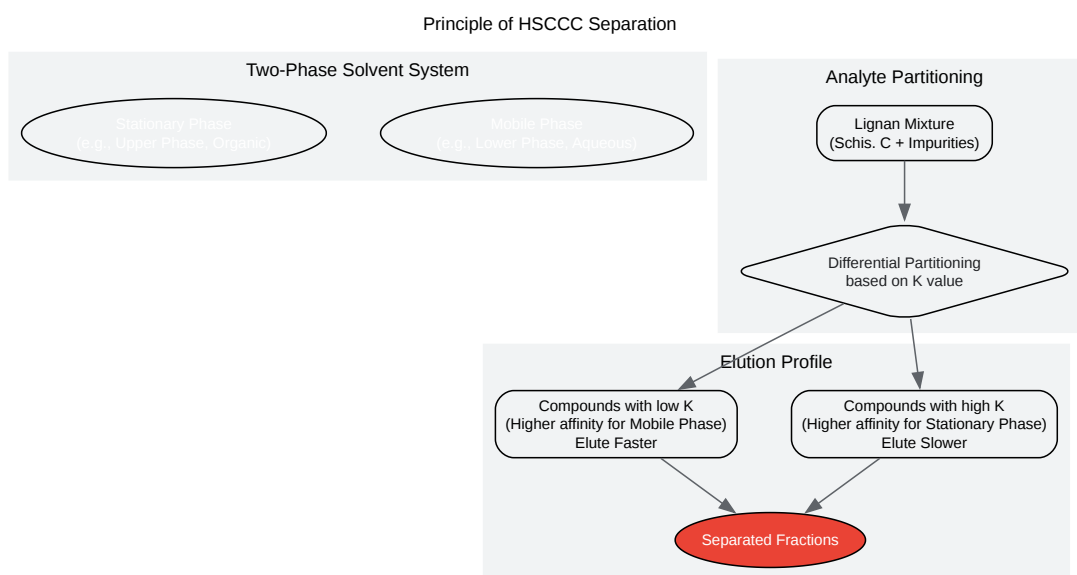 Principle of HSCCC Separation
Two-Phase Solvent System
Stationary Phase
(e.g., Upper Phase, Organic)
Mobile Phase
(e.g., Lower Phase, Aqueous)
Analyte Partitioning
Lignan Mixture
(Schis. C + Impurities)
Differential Partitioning
based on K value
Elution Profile
Compounds with low K
(Higher affinity for Mobile Phase)
Elute Faster
Compounds with high K
(Higher affinity for Stationary Phase)
Elute Slower
Separated Fractions